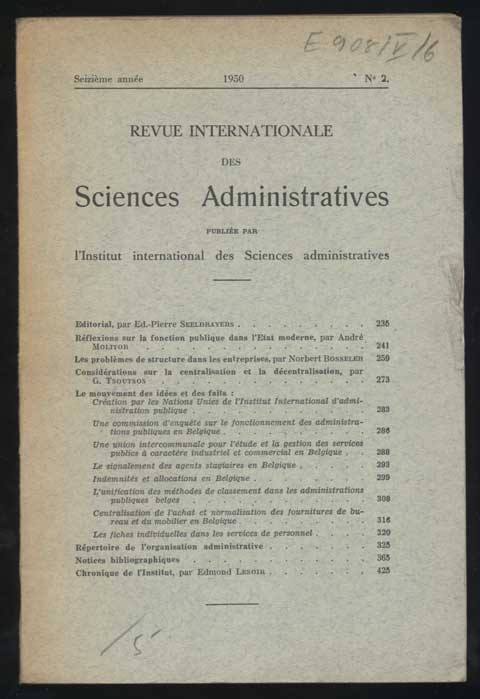 E 908/V/6
Seizième année 1950 N° 2.
REVUE INTERNATIONALE
DES
Sciences Administratives
PUBLIÉE PAR
l'Institut international des Sciences administratives
Editorial, par Ed.-Pierre SEELDRAYERS . . . . . . . . . 235
Réflexions sur la fonction publique dans l'Etat moderne, par André
MOLITOR . . . . . . . . . . . . . . 241
Les problèmes de structure dans les entreprises, par Norbert BOSSELER 259
Considérations sur la centralisation et la décentralisation, par
G. TSOUTSOS . . . . . . . . . . . . . 273
Le mouvement des idées et des faits :
Création par les Nations Unies de l'Institut International d'admi-
nistration publique . . . . . . . . . . . 283
Une commission d'enquête sur le fonctionnement des administra-
tions publiques en Belgique . . . . . . . . . 286
Une union intercommunale pour l'étude et la gestion des services
publics à caractère industriel et commercial en Belgique . . 288
Le signalement des agents stagiaires en Belgique . . . . 293
Indemnités et allocations en Belgique . . . . . . . 299
L'unification des méthodes de classement dans les administrations
publiques belges . . . . . . . . . . . 308
Centralisation de l'achat et normalisation des fournitures de bu-
reau et du mobilier en Belgique . . . . . . . . 316
Les fiches individuelles dans les services de personnel . . . 320
Répertoire de l'organisation administrative . . . . . . . 325
Notices bibliographiques . . . . . . . . . . . 365
Chronique de l'Institut, par Edmond LESOIR . . . . . . 425
/5